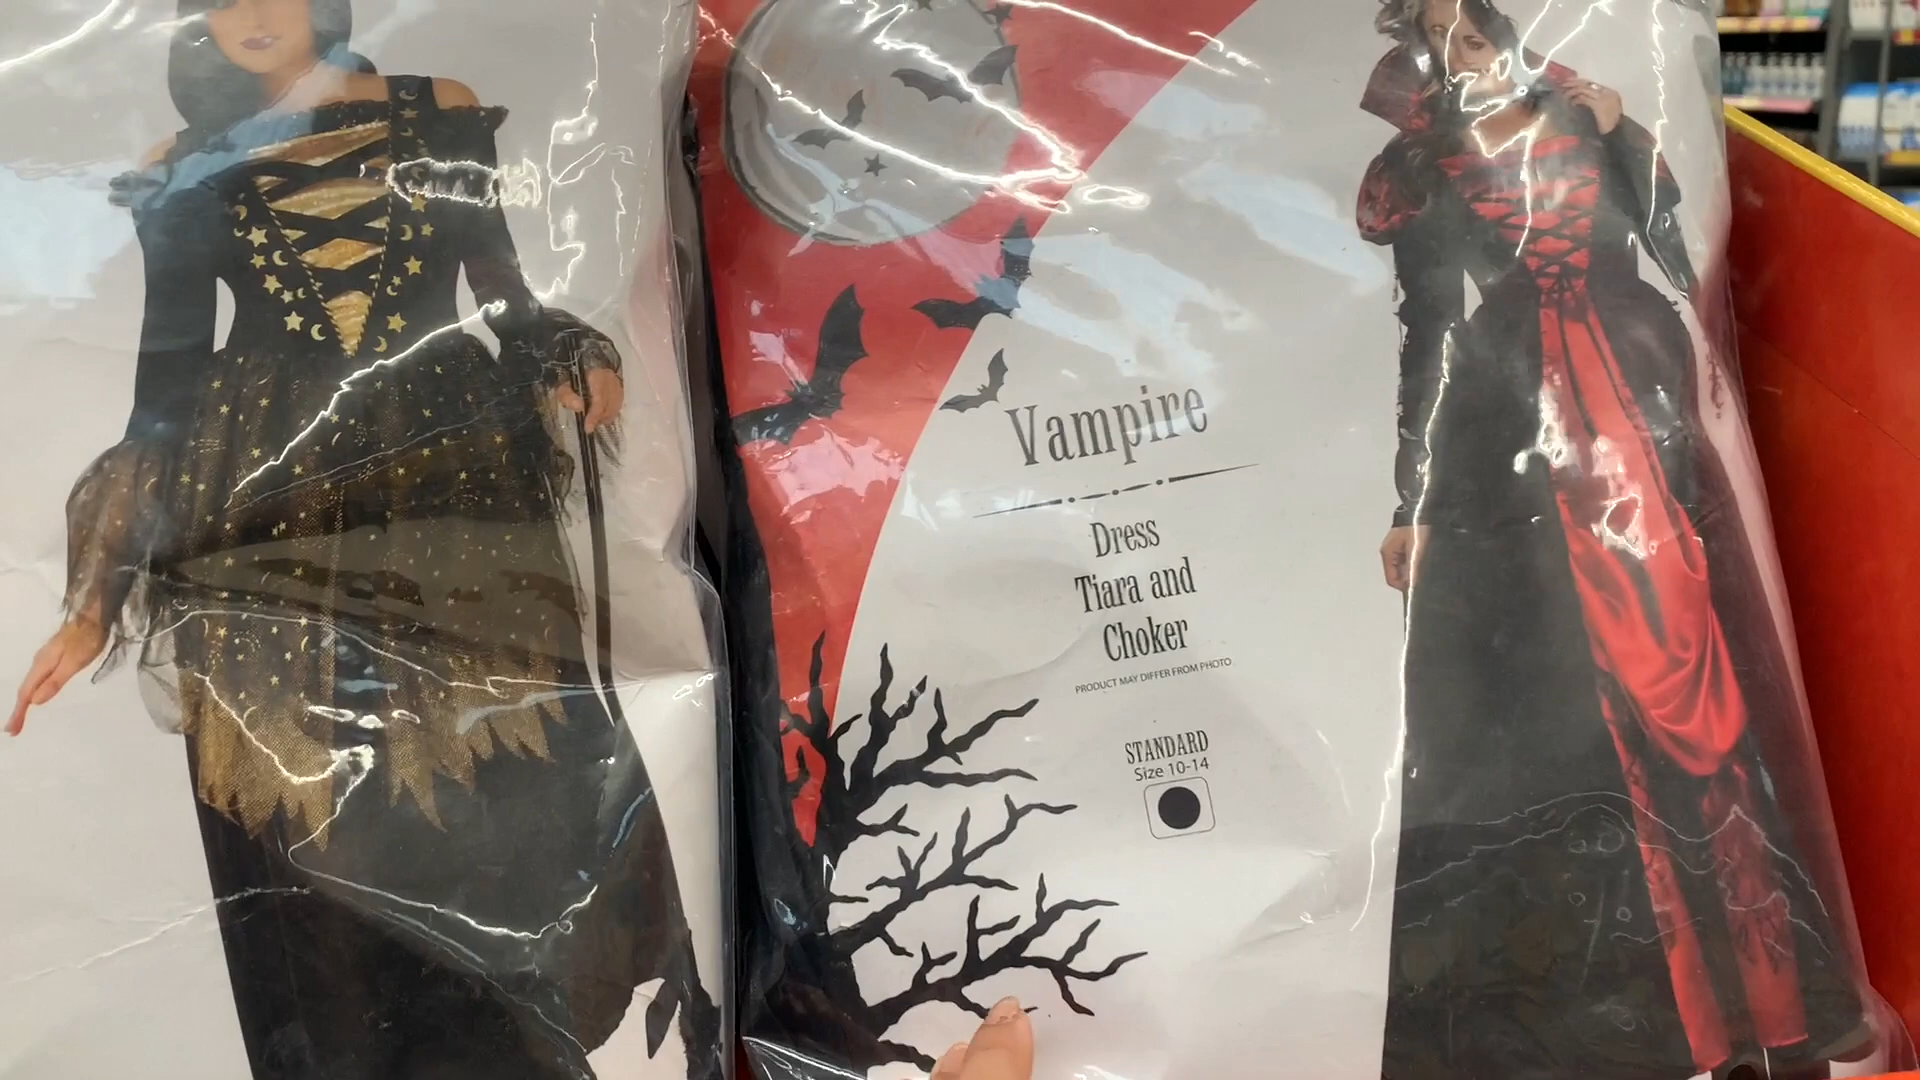 Vampire
Dress
Tiara and
Choker
PRODUCT MAY DIFFER FROM PHOTO
STANDARD
Size 10-14